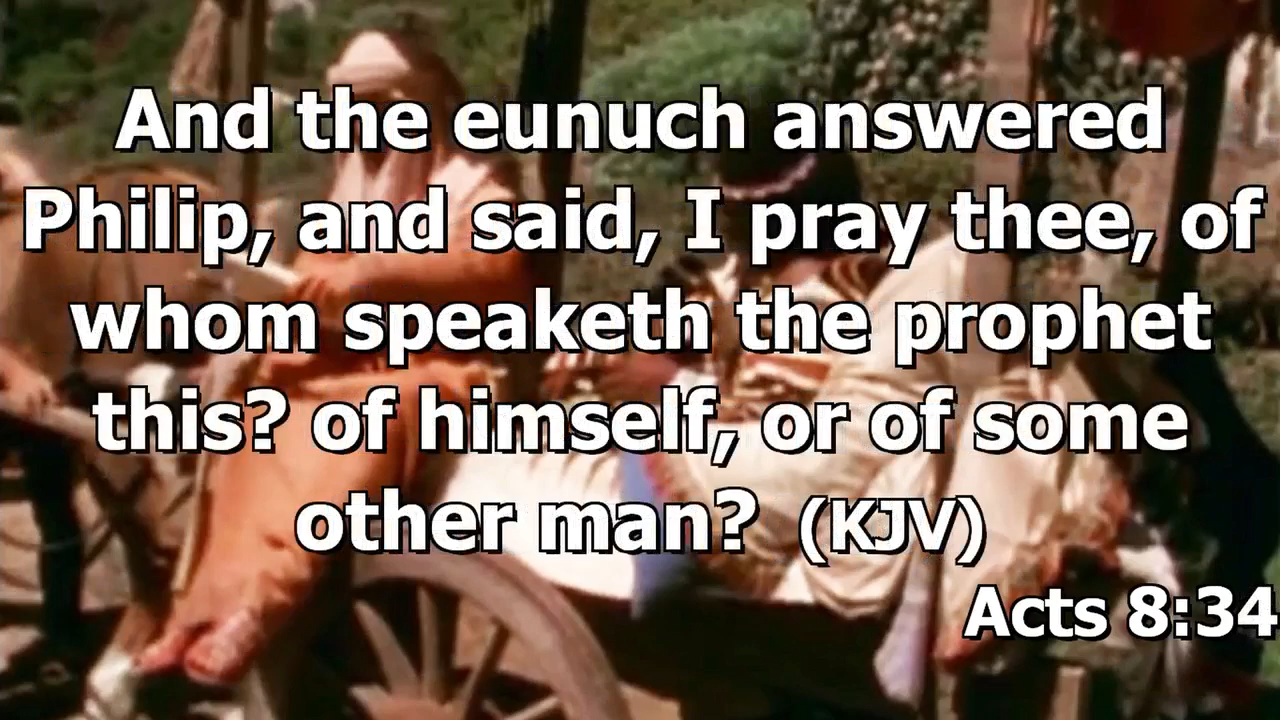 And the eunuch answered
Philip, and said, I pray thee, of
whom speaketh the prophet
this? of himself, or of some
other man? (KJV)
Acts 8:34